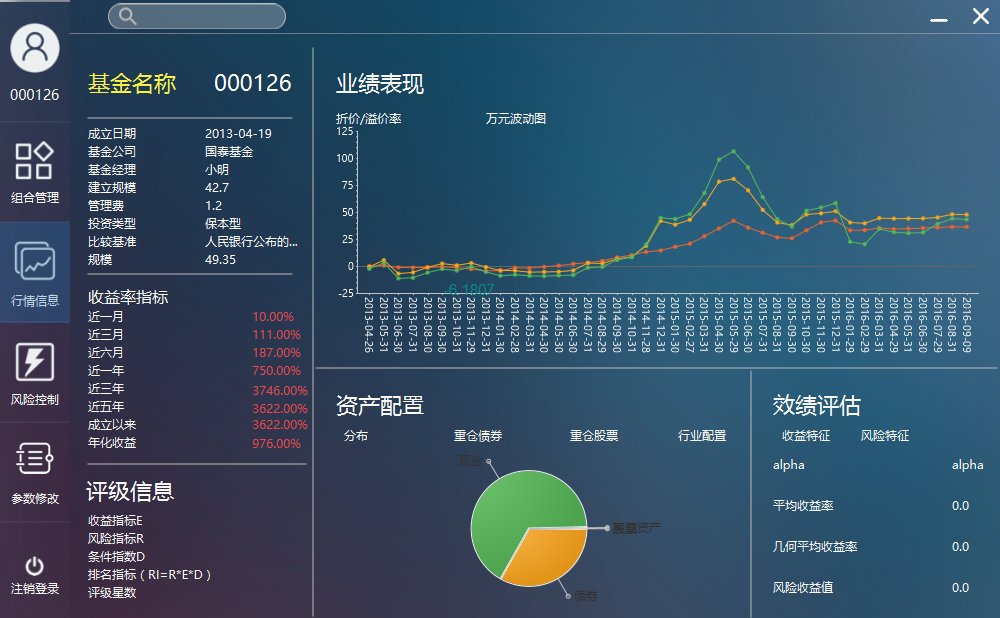 000126
组合管理
行情信息
风险控制
参数修改
注销登录
基金名称 000126
成立日期 2013-04-19
基金公司 国泰基金
基金经理 小明
建立规模 42.7
管理费 1.2
投资类型 保本型
比较基准 人民银行公布的...
规模 49.35
收益率指标
近一月 10.00%
近三月 111.00%
近六月 187.00%
近一年 750.00%
近三年 3746.00%
近五年 3622.00%
成立以来 3622.00%
年化收益 976.00%
评级信息
收益指标E
风险指标R
条件指数D
排名指标（RI=R*E*D）
评级星数
业绩表现
折价/溢价率 万元波动图
125
100
75
50
25
0
-25
-6.1807
2013-04-26
2013-05-31
2013-06-30
2013-07-31
2013-08-30
2013-09-30
2013-10-31
2013-11-29
2013-12-31
2014-01-30
2014-02-28
2014-03-31
2014-04-30
2014-05-30
2014-06-30
2014-07-31
2014-08-29
2014-09-30
2014-10-31
2014-11-28
2014-12-31
2015-01-30
2015-02-27
2015-03-31
2015-04-30
2015-05-29
2015-06-30
2015-07-31
2015-08-31
2015-09-30
2015-10-30
2015-11-30
2015-12-31
2016-01-29
2016-02-29
2016-03-31
2016-04-29
2016-05-31
2016-06-30
2016-07-29
2016-08-31
2016-09-09
资产配置
分布 重仓债券 重仓股票 行业配置
现金
资产
债券
效绩评估
收益特征 风险特征
alpha alpha
平均收益率 0.0
几何平均收益率 0.0
风险收益值 0.0